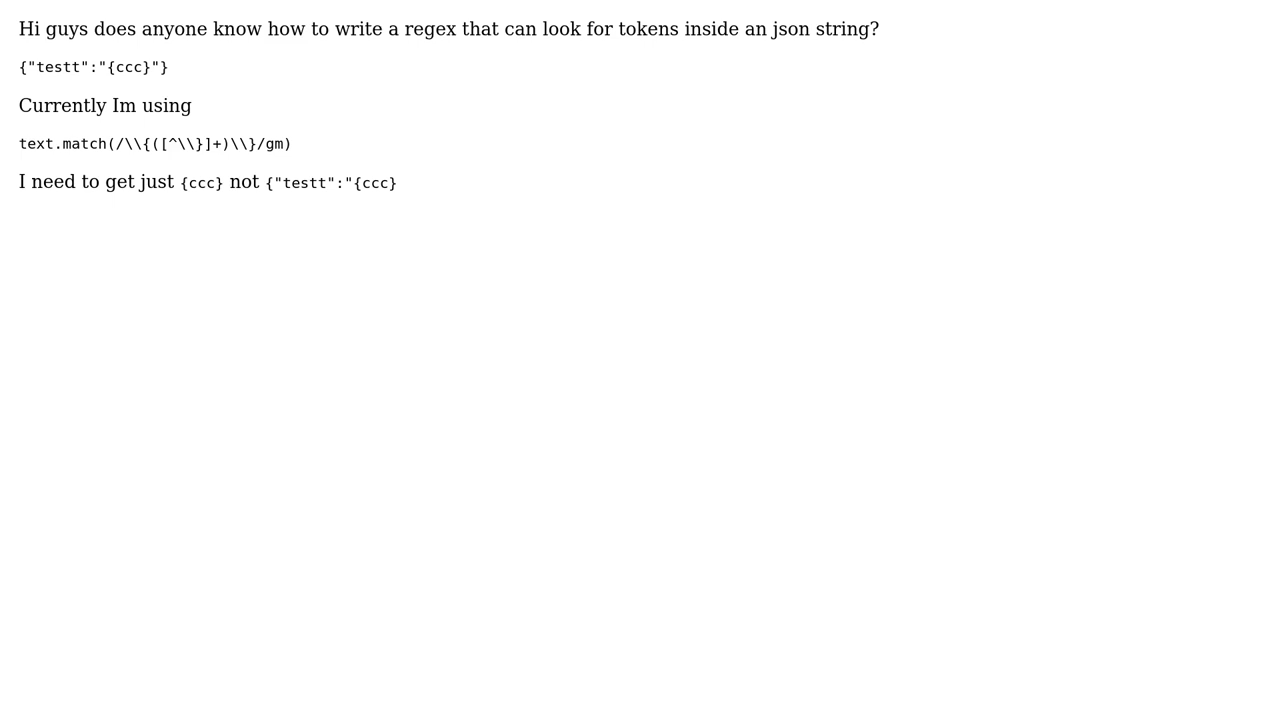 Hi guys does anyone know how to write a regex that can look for tokens inside an json string?
{"testt":"{ccc}"}
Currently Im using
text.match(/\\{([^\\}]+)\\}/gm)
I need to get just {ccc} not {"testt":"{ccc}